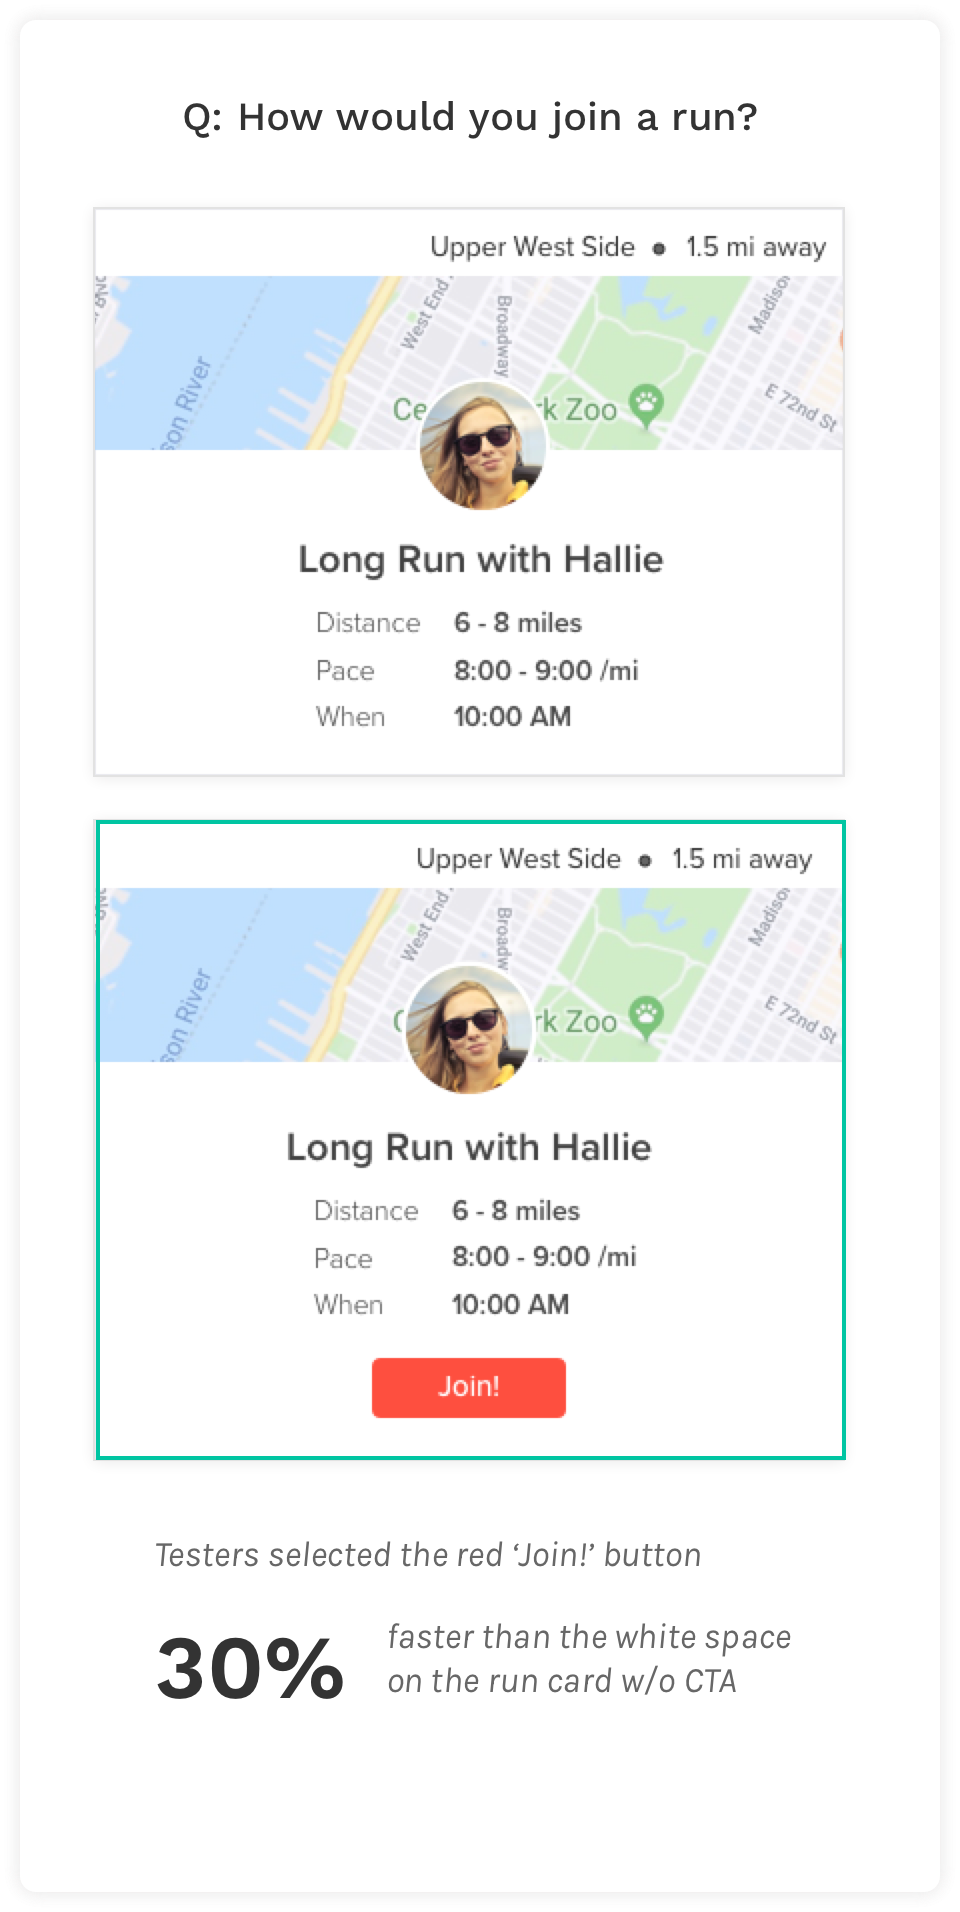 Q: How would you join a run?
Upper West Side • 1.5 mi away
West End
Broadway
Madison
son River
E 72nd St
Ce rk Zoo
Long Run with Hallie
Distance 6 - 8 miles
Pace 8:00 - 9:00 /mi
When 10:00 AM
Upper West Side • 1.5 mi away
West End
Broadw
Madison
son River
E 72nd St
rk Zoo
Long Run with Hallie
Distance 6 - 8 miles
Pace 8:00 - 9:00 /mi
When 10:00 AM
Join!
Testers selected the red ‘Join!’ button
30% faster than the white space
on the run card w/o CTA